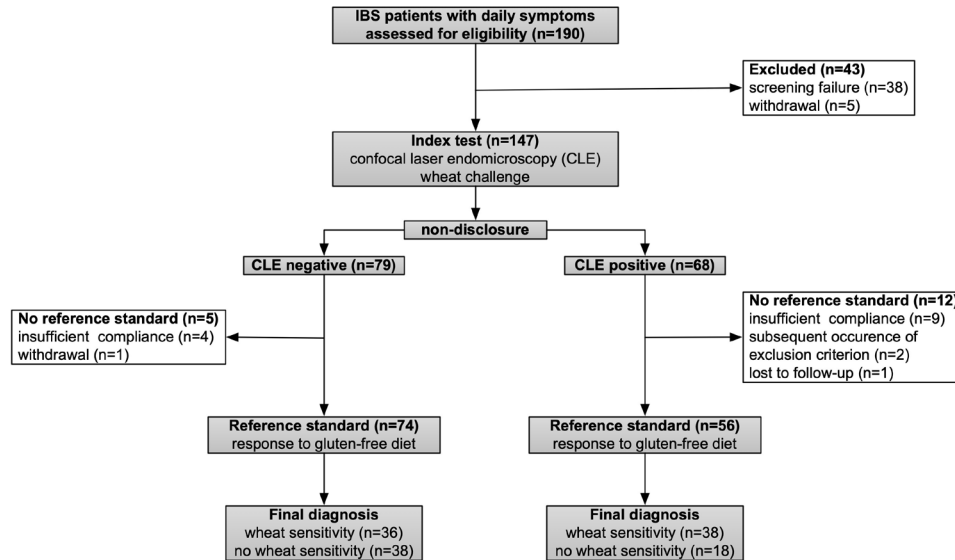 IBS patients with daily symptoms
assessed for eligibility (n=190)
Excluded (n=43)
screening failure (n=38)
withdrawal (n=5)
Index test (n=147)
confocal laser endomicroscopy (CLE)
wheat challenge
non-disclosure
CLE negative (n=79)
CLE positive (n=68)
No reference standard (n=5)
insufficient compliance (n=4)
withdrawal (n=1)
No reference standard (n=12)
insufficient compliance (n=9)
subsequent occurence of
exclusion criterion (n=2)
lost to follow-up (n=1)
Reference standard (n=74)
response to gluten-free diet
Reference standard (n=56)
response to gluten-free diet
Final diagnosis
wheat sensitivity (n=36)
no wheat sensitivity (n=38)
Final diagnosis
wheat sensitivity (n=38)
no wheat sensitivity (n=18)